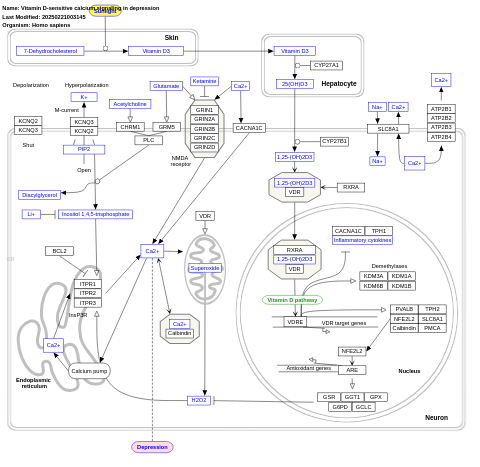 Name: Vitamin D-sensitive calcium signaling in depression
Last Modified: 20250221003145
Organism: Homo sapiens
Sunlight
Skin
7-Dehydrocholesterol
Vitamin D3
Vitamin D3
CYP27A1
25(OH)D3
Hepatocyte
Depolarization
Hyperpolarization
K+
M-current
Acetylcholine
Glutamate
Ketamine
Ca2+
KCNQ2
KCNQ3
KCNQ3
KCNQ2
CHRM1
GRM5
PLC
GRIN1
GRIN2A
GRIN2B
GRIN2C
GRIN2D
CACNA1C
NMDA
receptor
Shut
PIP2
Open
Na+
Ca2+
SLC8A1
Na+
Ca2+
ATP2B1
ATP2B2
ATP2B3
ATP2B4
Ca2+
CYP27B1
1,25-(OH)2D3
1,25-(OH)2D3
VDR
RXRA
Diacylglycerol
Li+
Inositol 1,4,5-trisphosphate
VDR
BCL2
Ca2+
Superoxide
ITPR1
ITPR2
ITPR3
InsP3R
Ca2+
Calbindin
Ca2+
Calcium pump
Endoplasmic
reticulum
H2O2
Depression
RXRA
1,25-(OH)2D3
VDR
CACNA1C
TPH1
Inflammatory cytokines
Demethylases
KDM3A
KDM1A
KDM6B
KDM1B
Vitamin D pathway
VDRE
VDR target genes
PVALB
TPH2
NFE2L2
SLC8A1
Calbindin
PMCA
NFE2L2
Antioxidant genes
ARE
Nucleus
GSR
GGT1
GPX
G6PD
GCLC
Neuron